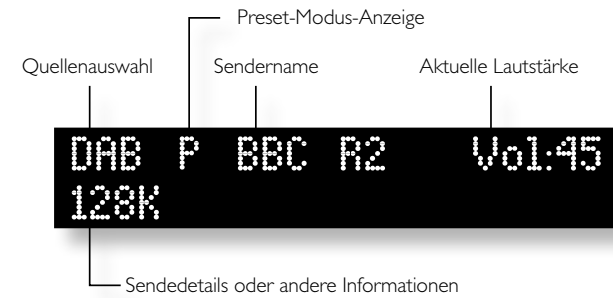 Preset-Modus-Anzeige
Quellenauswahl Sendername Aktuelle Lautstärke
DAB P BBC R2 Vol:45
128K
Sendedetails oder andere Informationen